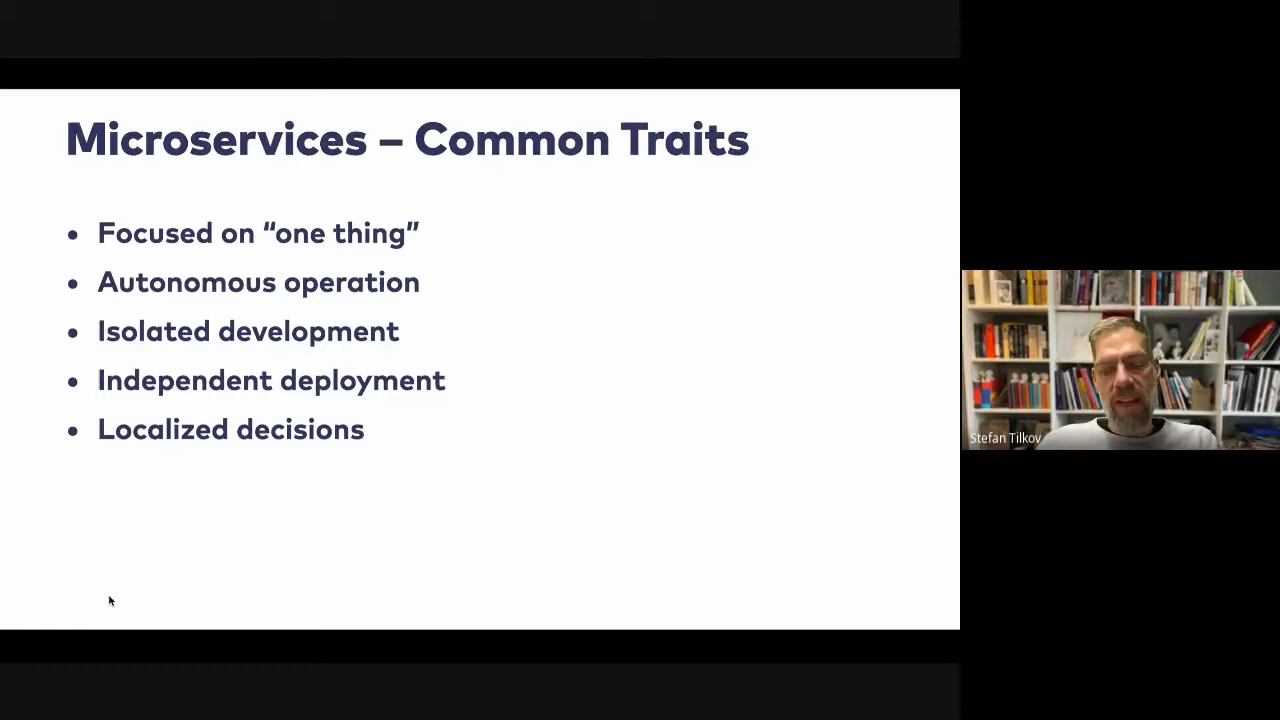 Microservices – Common Traits
• Focused on “one thing”
• Autonomous operation
• Isolated development
• Independent deployment
• Localized decisions
Stefan Tilkov